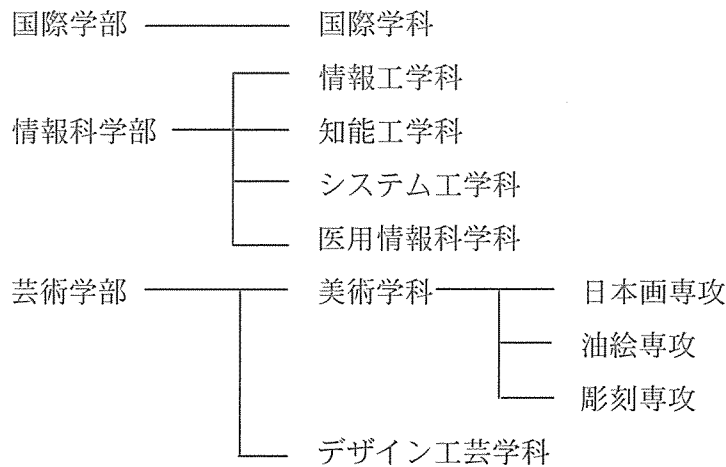 国際学部 国際学科
情報工学科
情報科学部 知能工学科
システム工学科
医用情報科学科
芸術学部 美術学科 日本画専攻
油絵専攻
彫刻専攻
デザイン工芸学科